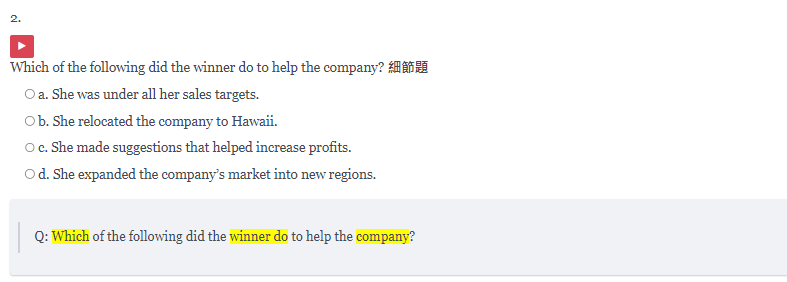 2.
Which of the following did the winner do to help the company? 細節題
a. She was under all her sales targets.
b. She relocated the company to Hawaii.
c. She made suggestions that helped increase profits.
d. She expanded the company’s market into new regions.
Q: Which of the following did the winner do to help the company?